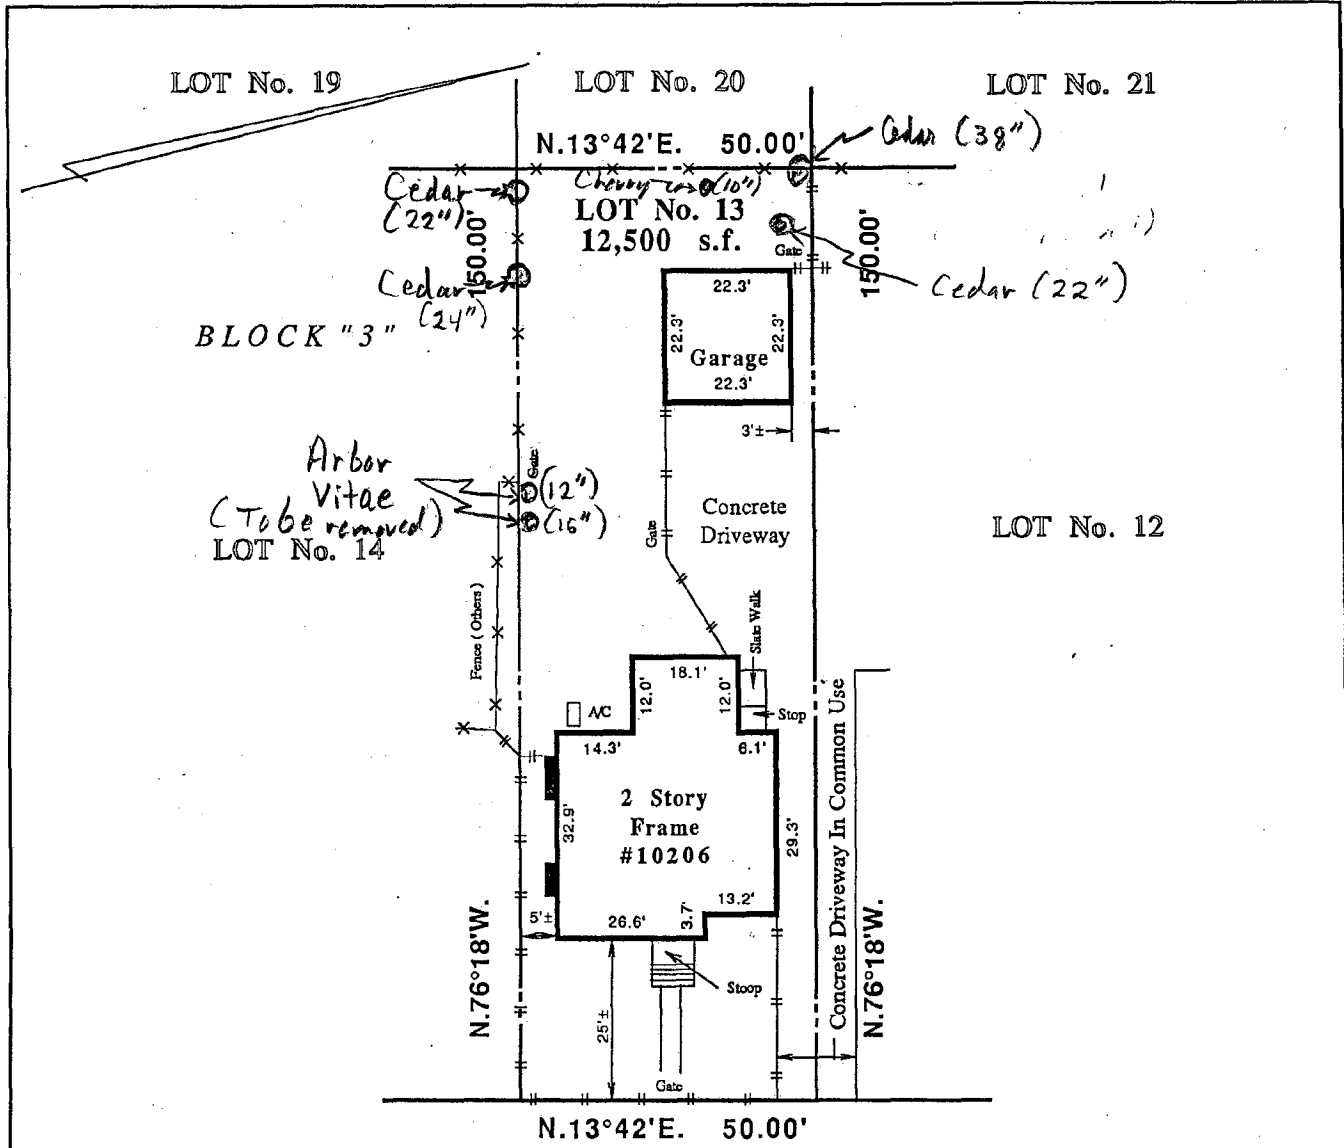 LOT No. 19
LOT No. 20
LOT No. 21
N.13°42'E. 50.00'
Cedar (38")
Cedar
(22")
Cherry (10")
LOT No. 13
12,500 s.f.
150.00'
150.00'
Gate
Cedar
(24")
Cedar (22")
BLOCK "3"
22.3'
22.3'
22.3'
Garage
22.3'
3'±
Arbor
Vitae
(To be removed)
Gate
(12")
(16")
LOT No. 14
Gate
Concrete
Driveway
LOT No. 12
Fence (Others)
Slate Walk
18.1'
12.0'
12.0'
A/C
Stop
14.3'
6.1'
2 Story
Frame
#10206
32.9'
29.3'
13.2'
3.7'
26.6'
5'±
Concrete Driveway In Common Use
N.76°18'W.
N.76°18'W.
Stoop
25'±
Gate
N.13°42'E. 50.00'